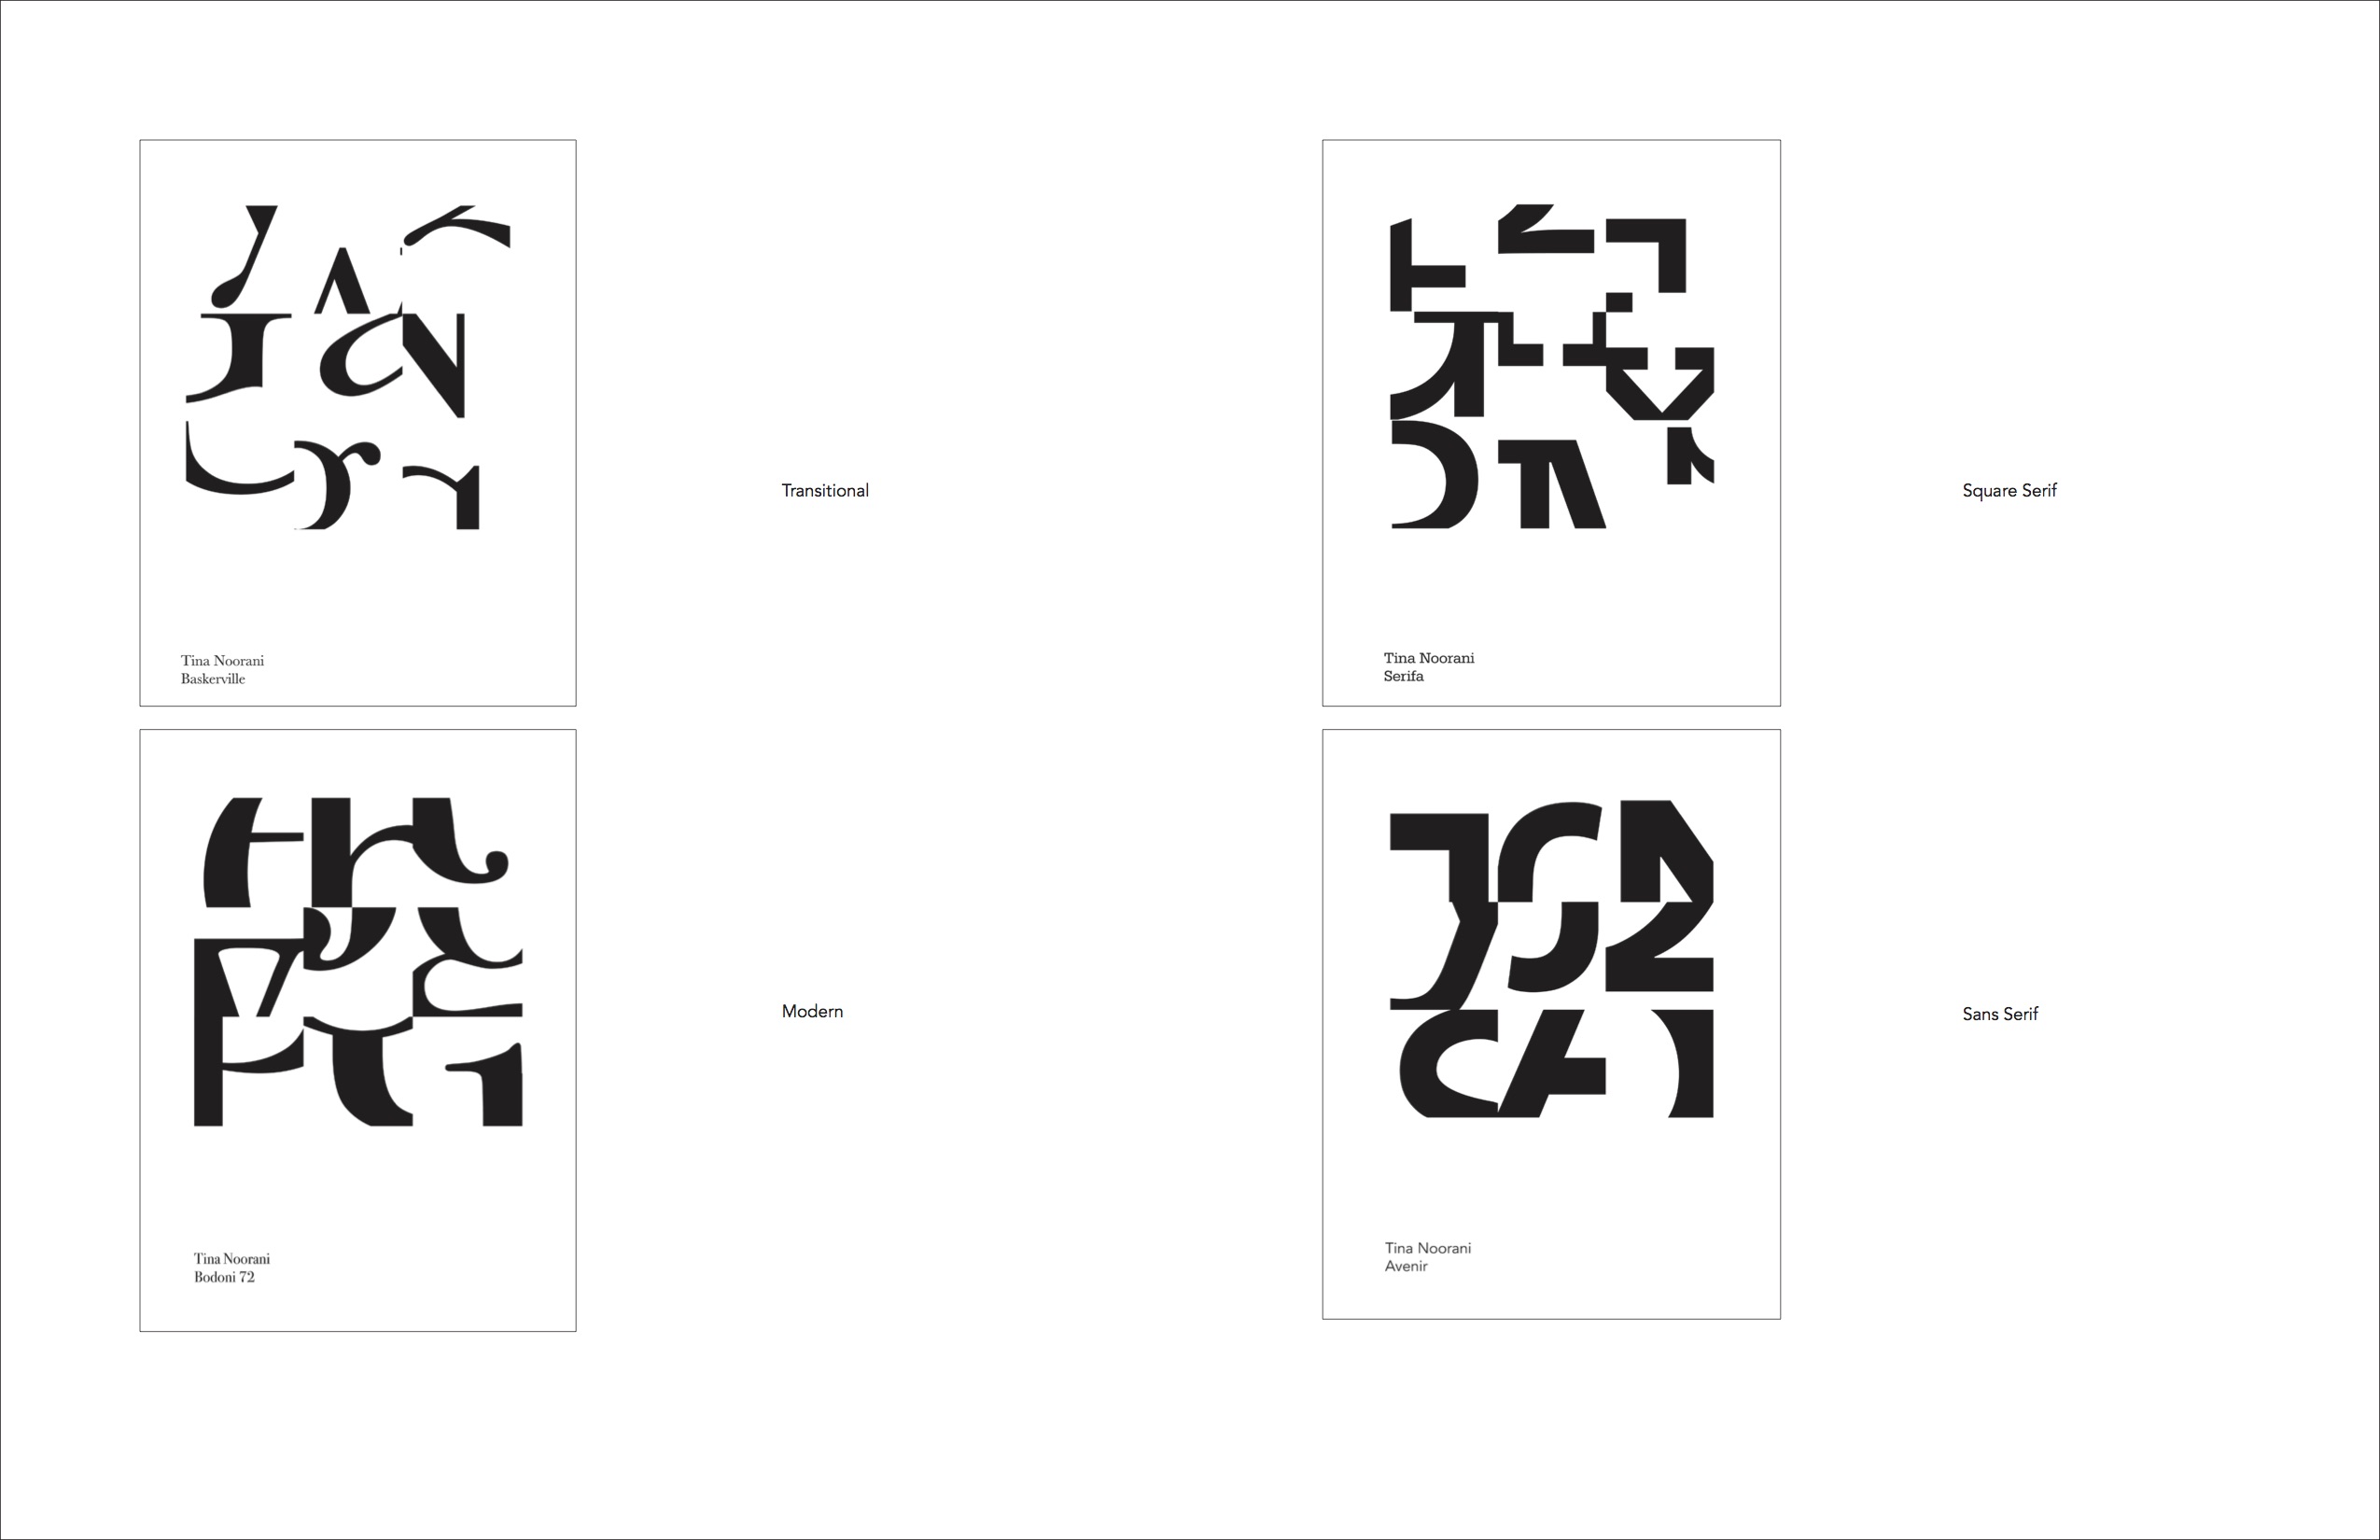 Tina Noorani
Baskerville
Transitional
Tina Noorani
Serifa
Square Serif
Tina Noorani
Bodoni 72
Modern
Tina Noorani
Avenir
Sans Serif